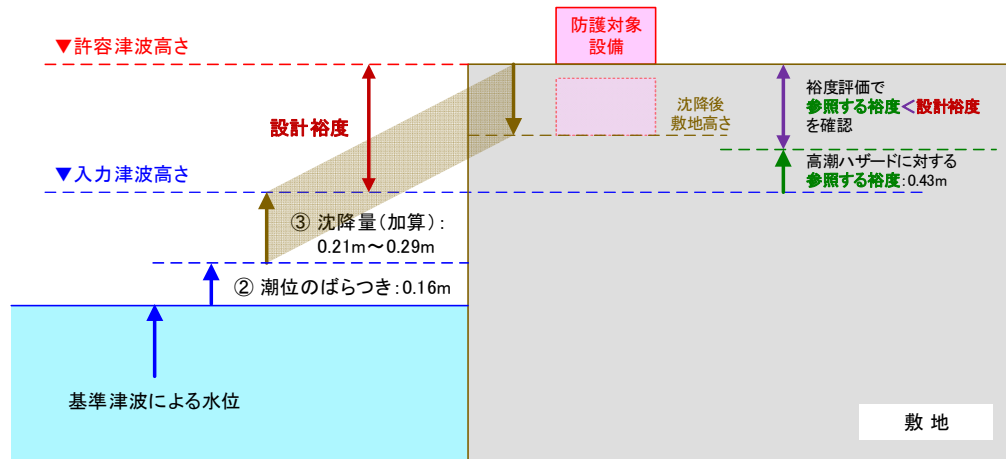 防護対象
設備
▼許容津波高さ
設計裕度
沈降後
敷地高さ
裕度評価で
参照する裕度<設計裕度
を確認
▼入力津波高さ
高潮ハザードに対する
参照する裕度:0.43m
③ 沈降量(加算):
0.21m～0.29m
② 潮位のばらつき:0.16m
基準津波による水位
敷 地